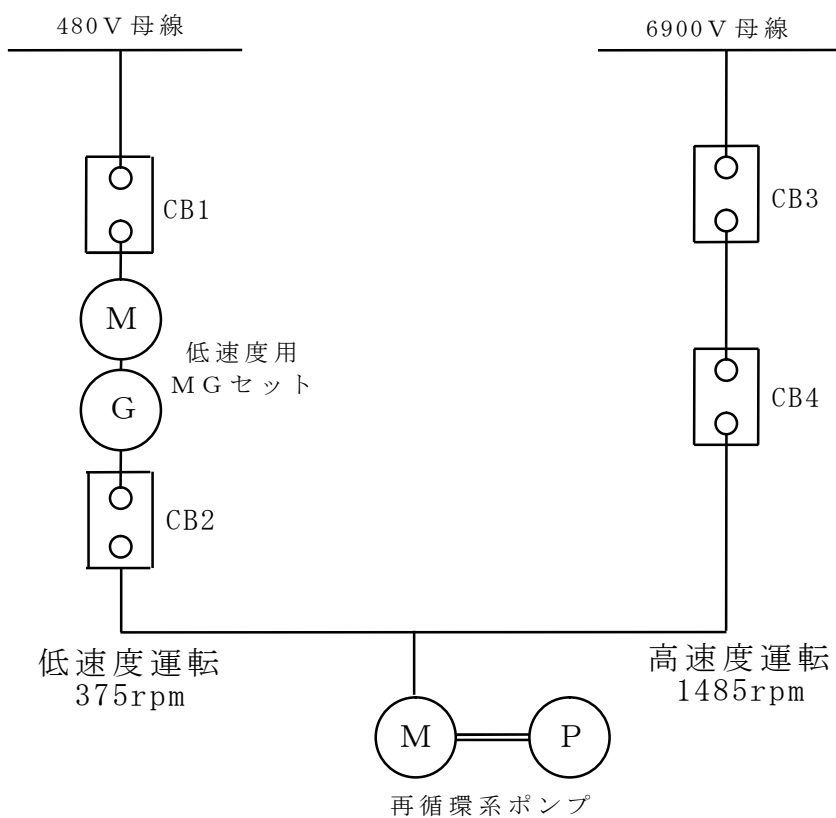 480V母線
6900V母線
CB1
CB3
M
低速度用
MGセット
G
CB4
CB2
低速度運転
375rpm
高速度運転
1485rpm
M
P
再循環系ポンプ